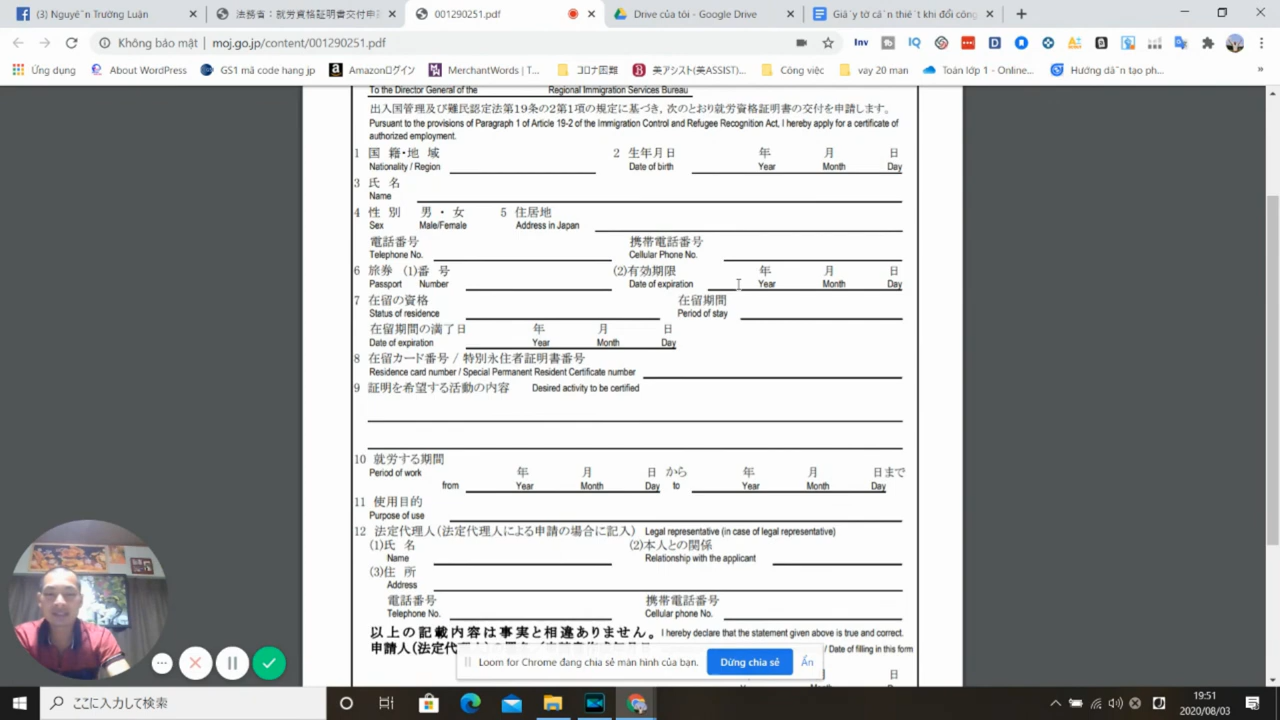 (3) Nguyễn Trường Luận
法務省：就労資格証明書交付申
001290251.pdf
Drive của tôi - Google Drive
Giấy tờ cần thiết khi đổi công
Không bảo mật | moj.go.jp/content/001290251.pdf
Ứng dụng
About WordPress
GS1 mã code hang jp
Amazonログイン
MerchantWords | T...
コロナ困難
英アシスト(英ASSIST)...
Công việc
vay 20 man
Toán lớp 1 - Online...
Hướng dẫn tạo ph...
To the Director General of the Regional Immigration Services Bureau
出入国管理及び難民認定法第19条の2第1項の規定に基づき，次のとおり就労資格証明書の交付を申請します。
Pursuant to the provisions of Paragraph 1 of Article 19-2 of the Immigration Control and Refugee Recognition Act, I hereby apply for a certificate of
authorized employment.
1 国 籍・地 域 2 生年月日 年 月 日
Nationality / Region Date of birth Year Month Day
3 氏 名
Name
4 性 別 男 ・ 女 5 住居地
Sex Male/Female Address in Japan
電話番号 携帯電話番号
Telephone No. Cellular Phone No.
6 旅券 (1)番 号 (2)有効期限 年 月 日
Passport Number Date of expiration Year Month Day
7 在留の資格 在留期間
Status of residence Period of stay
在留期間の満了日 年 月 日
Date of expiration Year Month Day
8 在留カード番号 / 特別永住者証明書番号
Residence card number / Special Permanent Resident Certificate number
9 証明を希望する活動の内容 Desired activity to be certified
10 就労する期間 年 月 日 から 年 月 日まで
Period of work
from Year Month Day to Year Month Day
11 使用目的
Purpose of use
12 法定代理人(法定代理人による申請の場合に記入) Legal representative (in case of legal representative)
(1)氏 名 (2)本人との関係
Name Relationship with the applicant
(3)住 所
Address
電話番号 携帯電話番号
Telephone No. Cellular phone No.
以上の記載内容は事実と相違ありません。 I hereby declare that the statement given above is true and correct.
申請人(法定代 / Date of filling in this form
Loom for Chrome đang chia sẻ màn hình của bạn. Dừng chia sẻ Ẩn
日
ここに入力して検索
19:51
2020/08/03